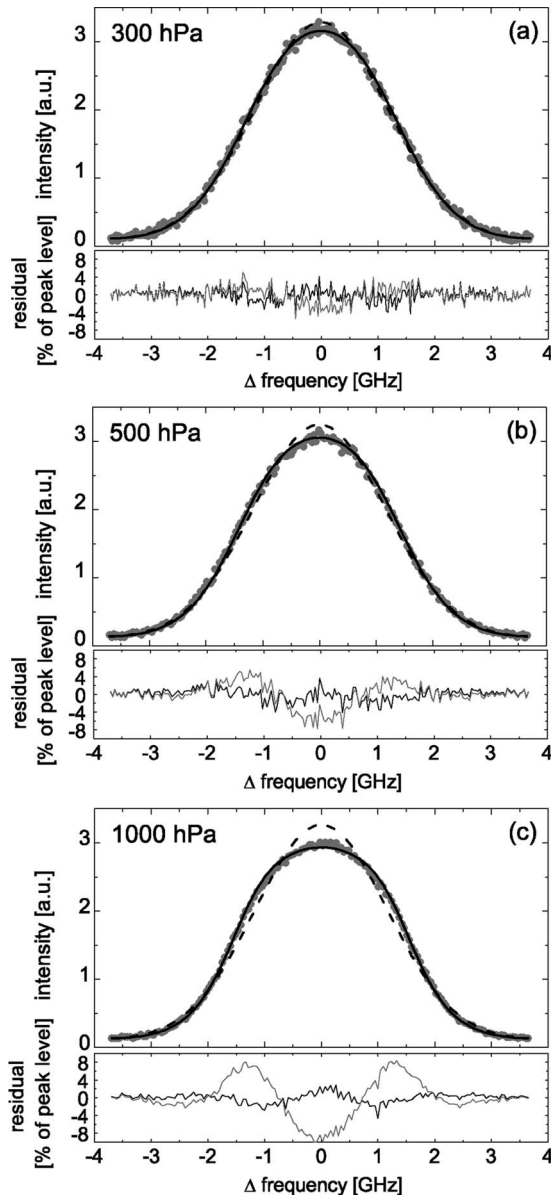 300 hPa
(a)
intensity [a.u.]
3
2
1
0
residual
[% of peak level]
8
4
0
-4
-8
-4 -3 -2 -1 0 1 2 3 4
Δ frequency [GHz]
500 hPa
(b)
intensity [a.u.]
3
2
1
0
residual
[% of peak level]
8
4
0
-4
-8
-4 -3 -2 -1 0 1 2 3 4
Δ frequency [GHz]
1000 hPa
(c)
intensity [a.u.]
3
2
1
0
residual
[% of peak level]
8
4
0
-4
-8
-4 -3 -2 -1 0 1 2 3 4
Δ frequency [GHz]